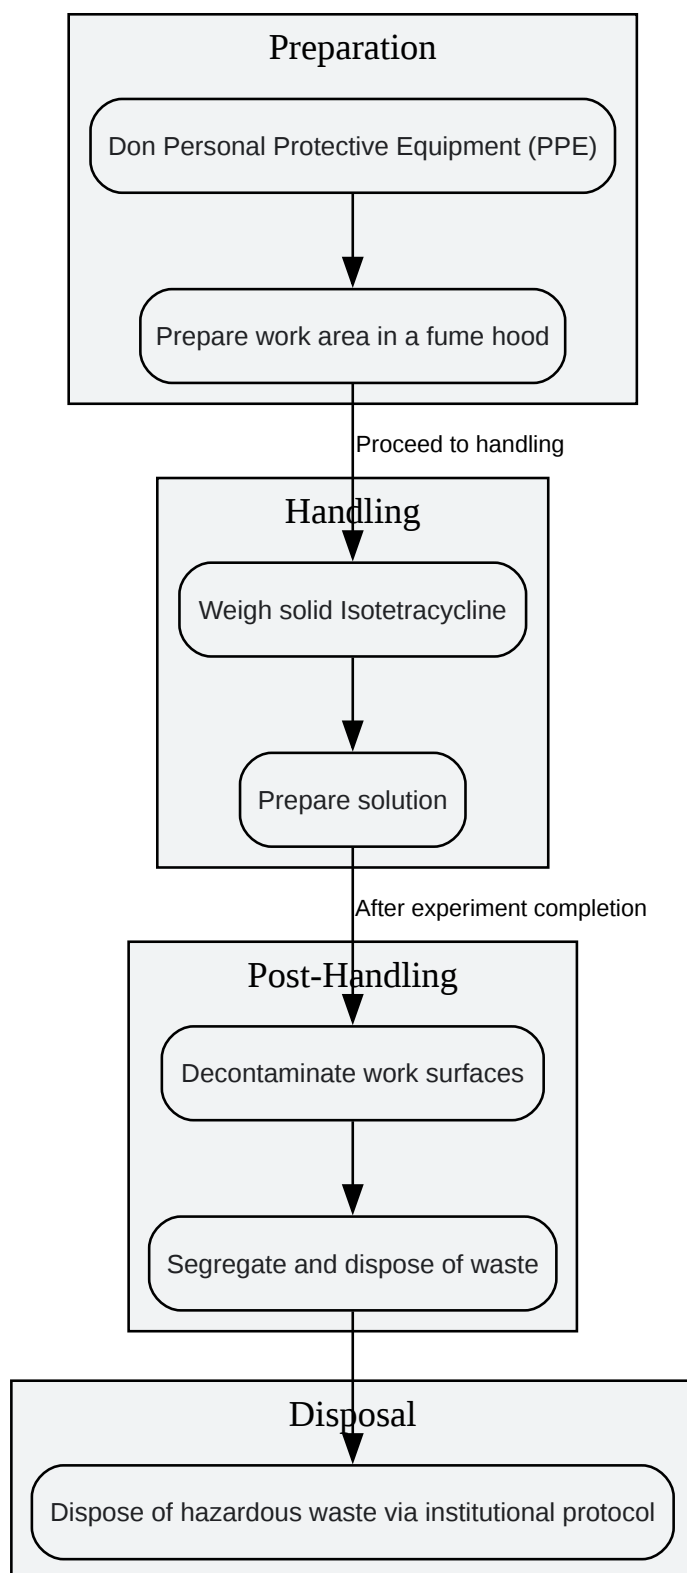 Preparation
Don Personal Protective Equipment (PPE)
Prepare work area in a fume hood
Proceed to handling
Handling
Weigh solid Isotetracycline
Prepare solution
After experiment completion
Post-Handling
Decontaminate work surfaces
Segregate and dispose of waste
Disposal
Dispose of hazardous waste via institutional protocol